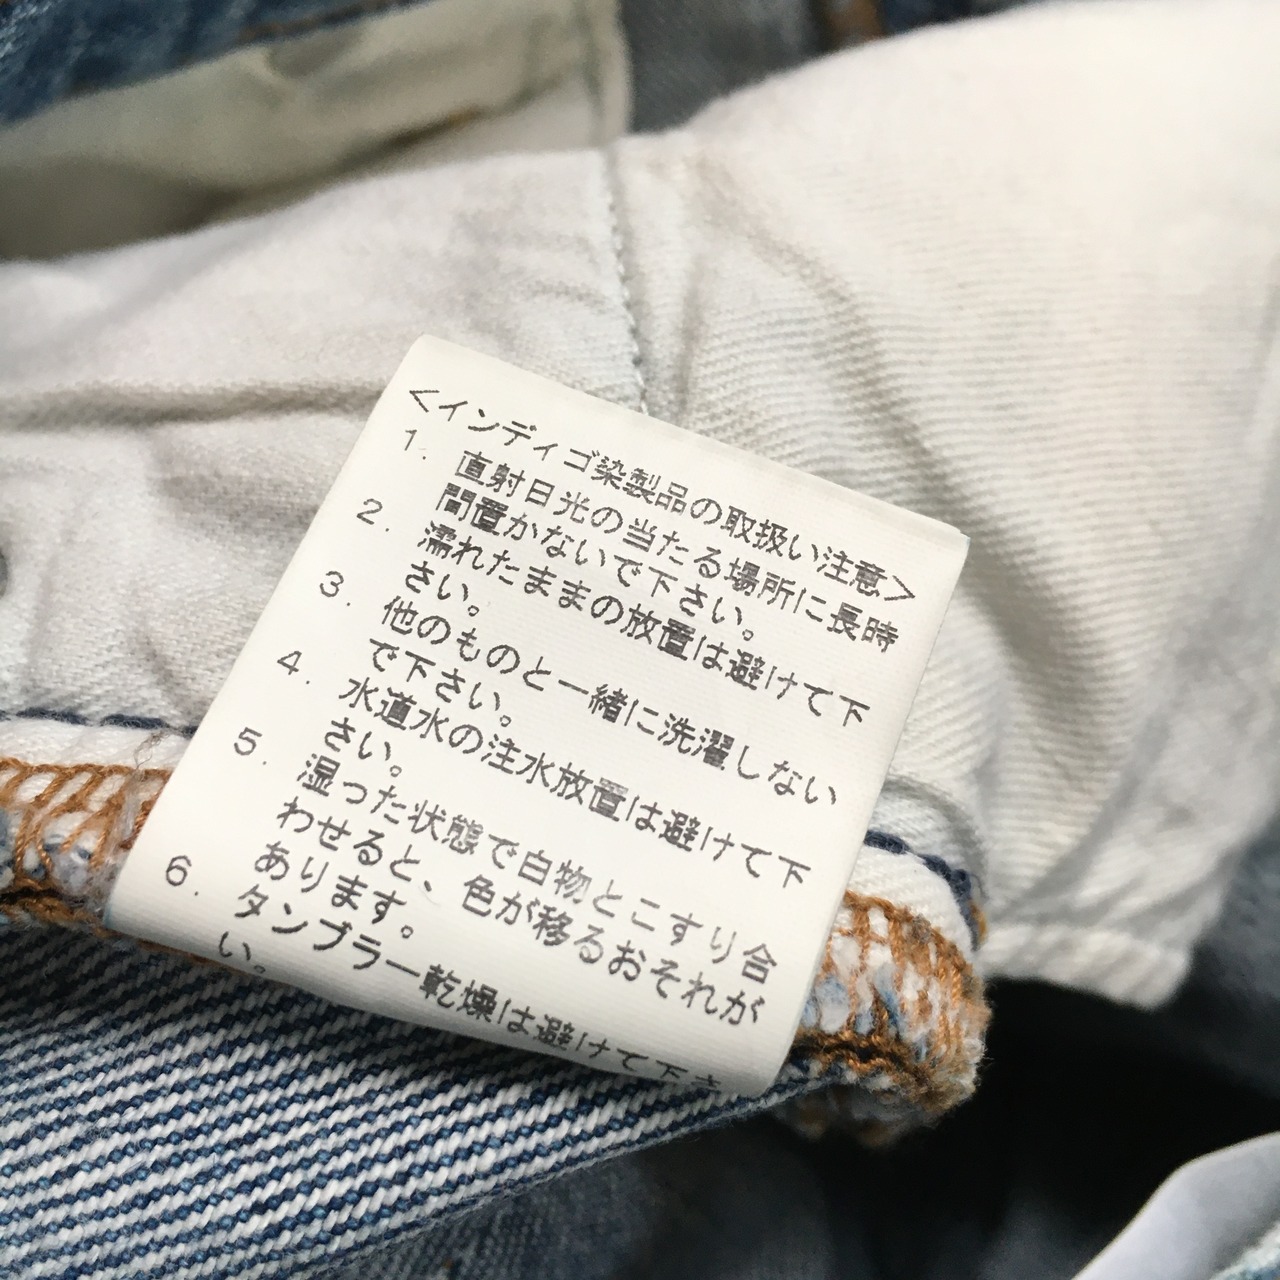 <インディゴ染製品の取扱い注意>
1. 直射日光の当たる場所に長時
間置かないで下さい。
2. 濡れたままの放置は避けて下
さい。
3. 他のものと一緒に洗濯しない
で下さい。
4. 水道水の注水放置は避けて下
さい。
5. 湿った状態で白物とこすり合
わせると、色が移るおそれが
あります。
6. タンブラー乾燥は避けて下さ
い。